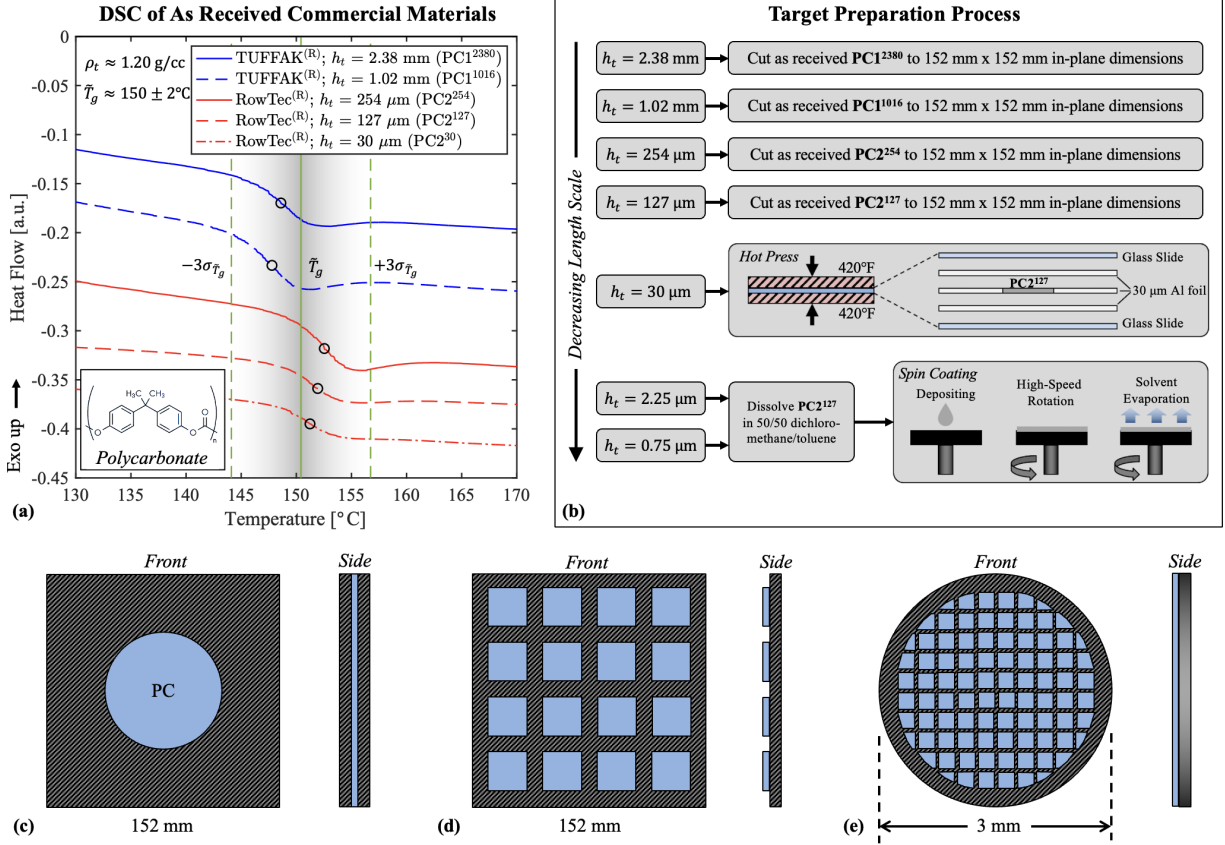 DSC of As Received Commercial Materials
0
-0.05
-0.1
-0.15
-0.2
-0.25
-0.3
-0.35
-0.4
-0.45
Heat Flow [a.u.]
Exo up
ρt ≈ 1.20 g/cc
T̃g ≈ 150 ± 2°C
TUFFAK(R); ht = 2.38 mm (PC1^2380)
TUFFAK(R); ht = 1.02 mm (PC1^1016)
RowTec(R); ht = 254 μm (PC2^254)
RowTec(R); ht = 127 μm (PC2^127)
RowTec(R); ht = 30 μm (PC2^30)
−3σT̃g
T̃g
+3σT̃g
H3C
CH3
O
O
O
n
Polycarbonate
130 135 140 145 150 155 160 165 170
Temperature [°C]
(a)
Target Preparation Process
Decreasing Length Scale
ht = 2.38 mm
Cut as received PC1^2380 to 152 mm x 152 mm in-plane dimensions
ht = 1.02 mm
Cut as received PC1^1016 to 152 mm x 152 mm in-plane dimensions
ht = 254 μm
Cut as received PC2^254 to 152 mm x 152 mm in-plane dimensions
ht = 127 μm
Cut as received PC2^127 to 152 mm x 152 mm in-plane dimensions
ht = 30 μm
Hot Press
420°F
420°F
Glass Slide
PC2^127
30 μm Al foil
Glass Slide
ht = 2.25 μm
ht = 0.75 μm
Dissolve PC2^127
in 50/50 dichloro-
methane/toluene
Spin Coating
Depositing
High-Speed
Rotation
Solvent
Evaporation
(b)
Front
Side
PC
(c)
152 mm
Front
Side
(d)
152 mm
Front
Side
(e)
3 mm